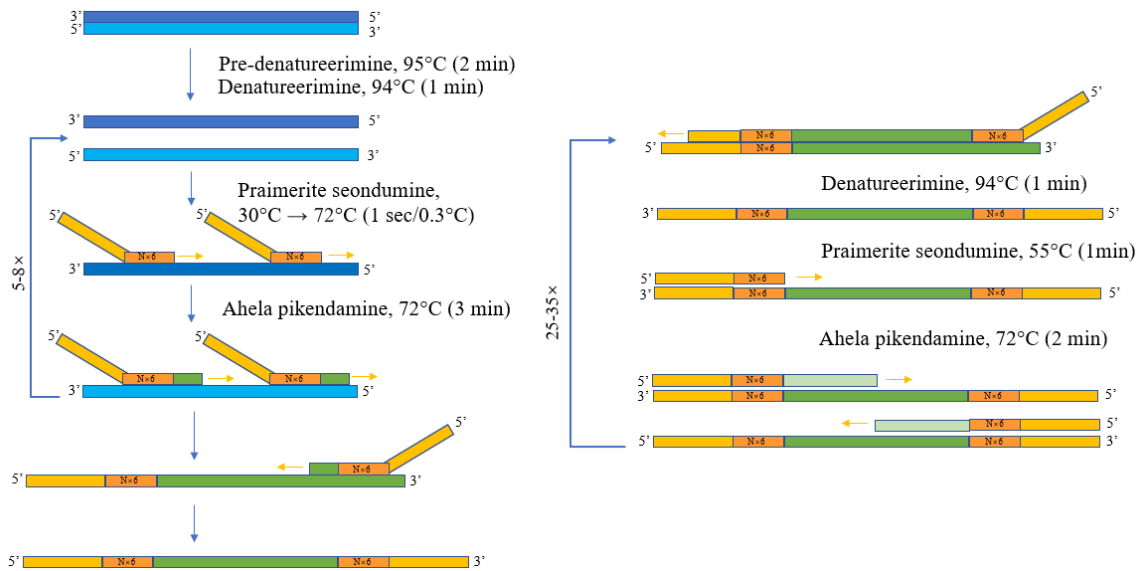 3’ 5’
5’ 3’
Pre-denatureerimine, 95°C (2 min)
Denatureerimine, 94°C (1 min)
3’ 5’
5’ 3’
Praimerite seondumine,
30°C → 72°C (1 sec/0.3°C)
5’ 5’
N×6 N×6
3’ 5’
5-8×
Ahela pikendamine, 72°C (3 min)
5’ 5’
N×6 N×6
3’ 5’
5’
N×6
5’ N×6 3’
5’ N×6 N×6 3’
5’
N×6 N×6
5’ N×6 3’
Denatureerimine, 94°C (1 min)
3’ N×6 N×6 5’
Praimerite seondumine, 55°C (1min)
5’ N×6
3’ N×6 N×6 5’
25-35×
Ahela pikendamine, 72°C (2 min)
5’ N×6
3’ N×6 N×6 5’
N×6 5’
5’ N×6 N×6 3’